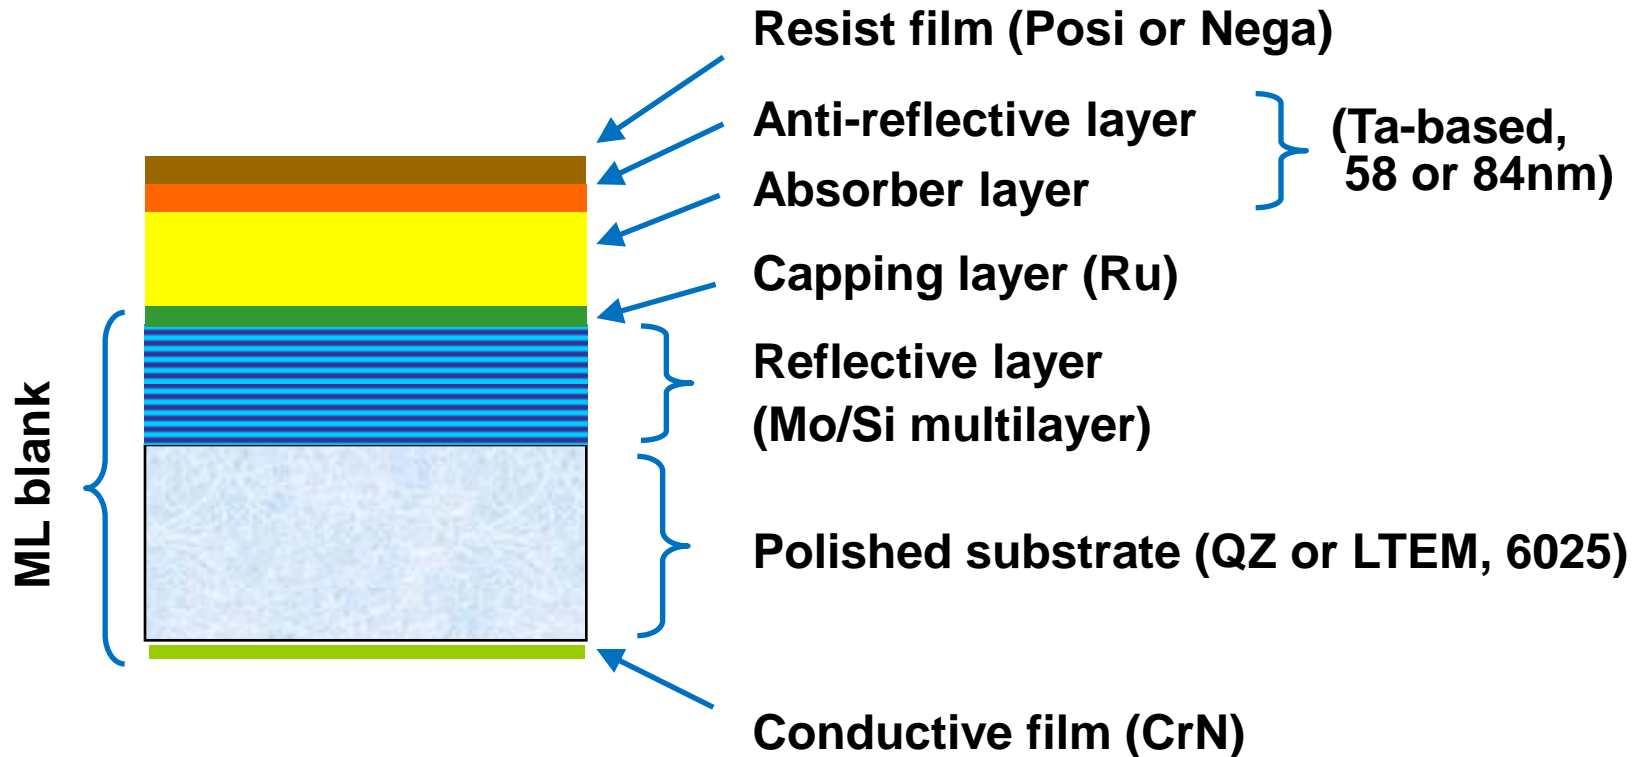 Resist film (Posi or Nega)
Anti-reflective layer
Absorber layer
(Ta-based,
58 or 84nm)
Capping layer (Ru)
Reflective layer
(Mo/Si multilayer)
ML blank
Polished substrate (QZ or LTEM, 6025)
Conductive film (CrN)